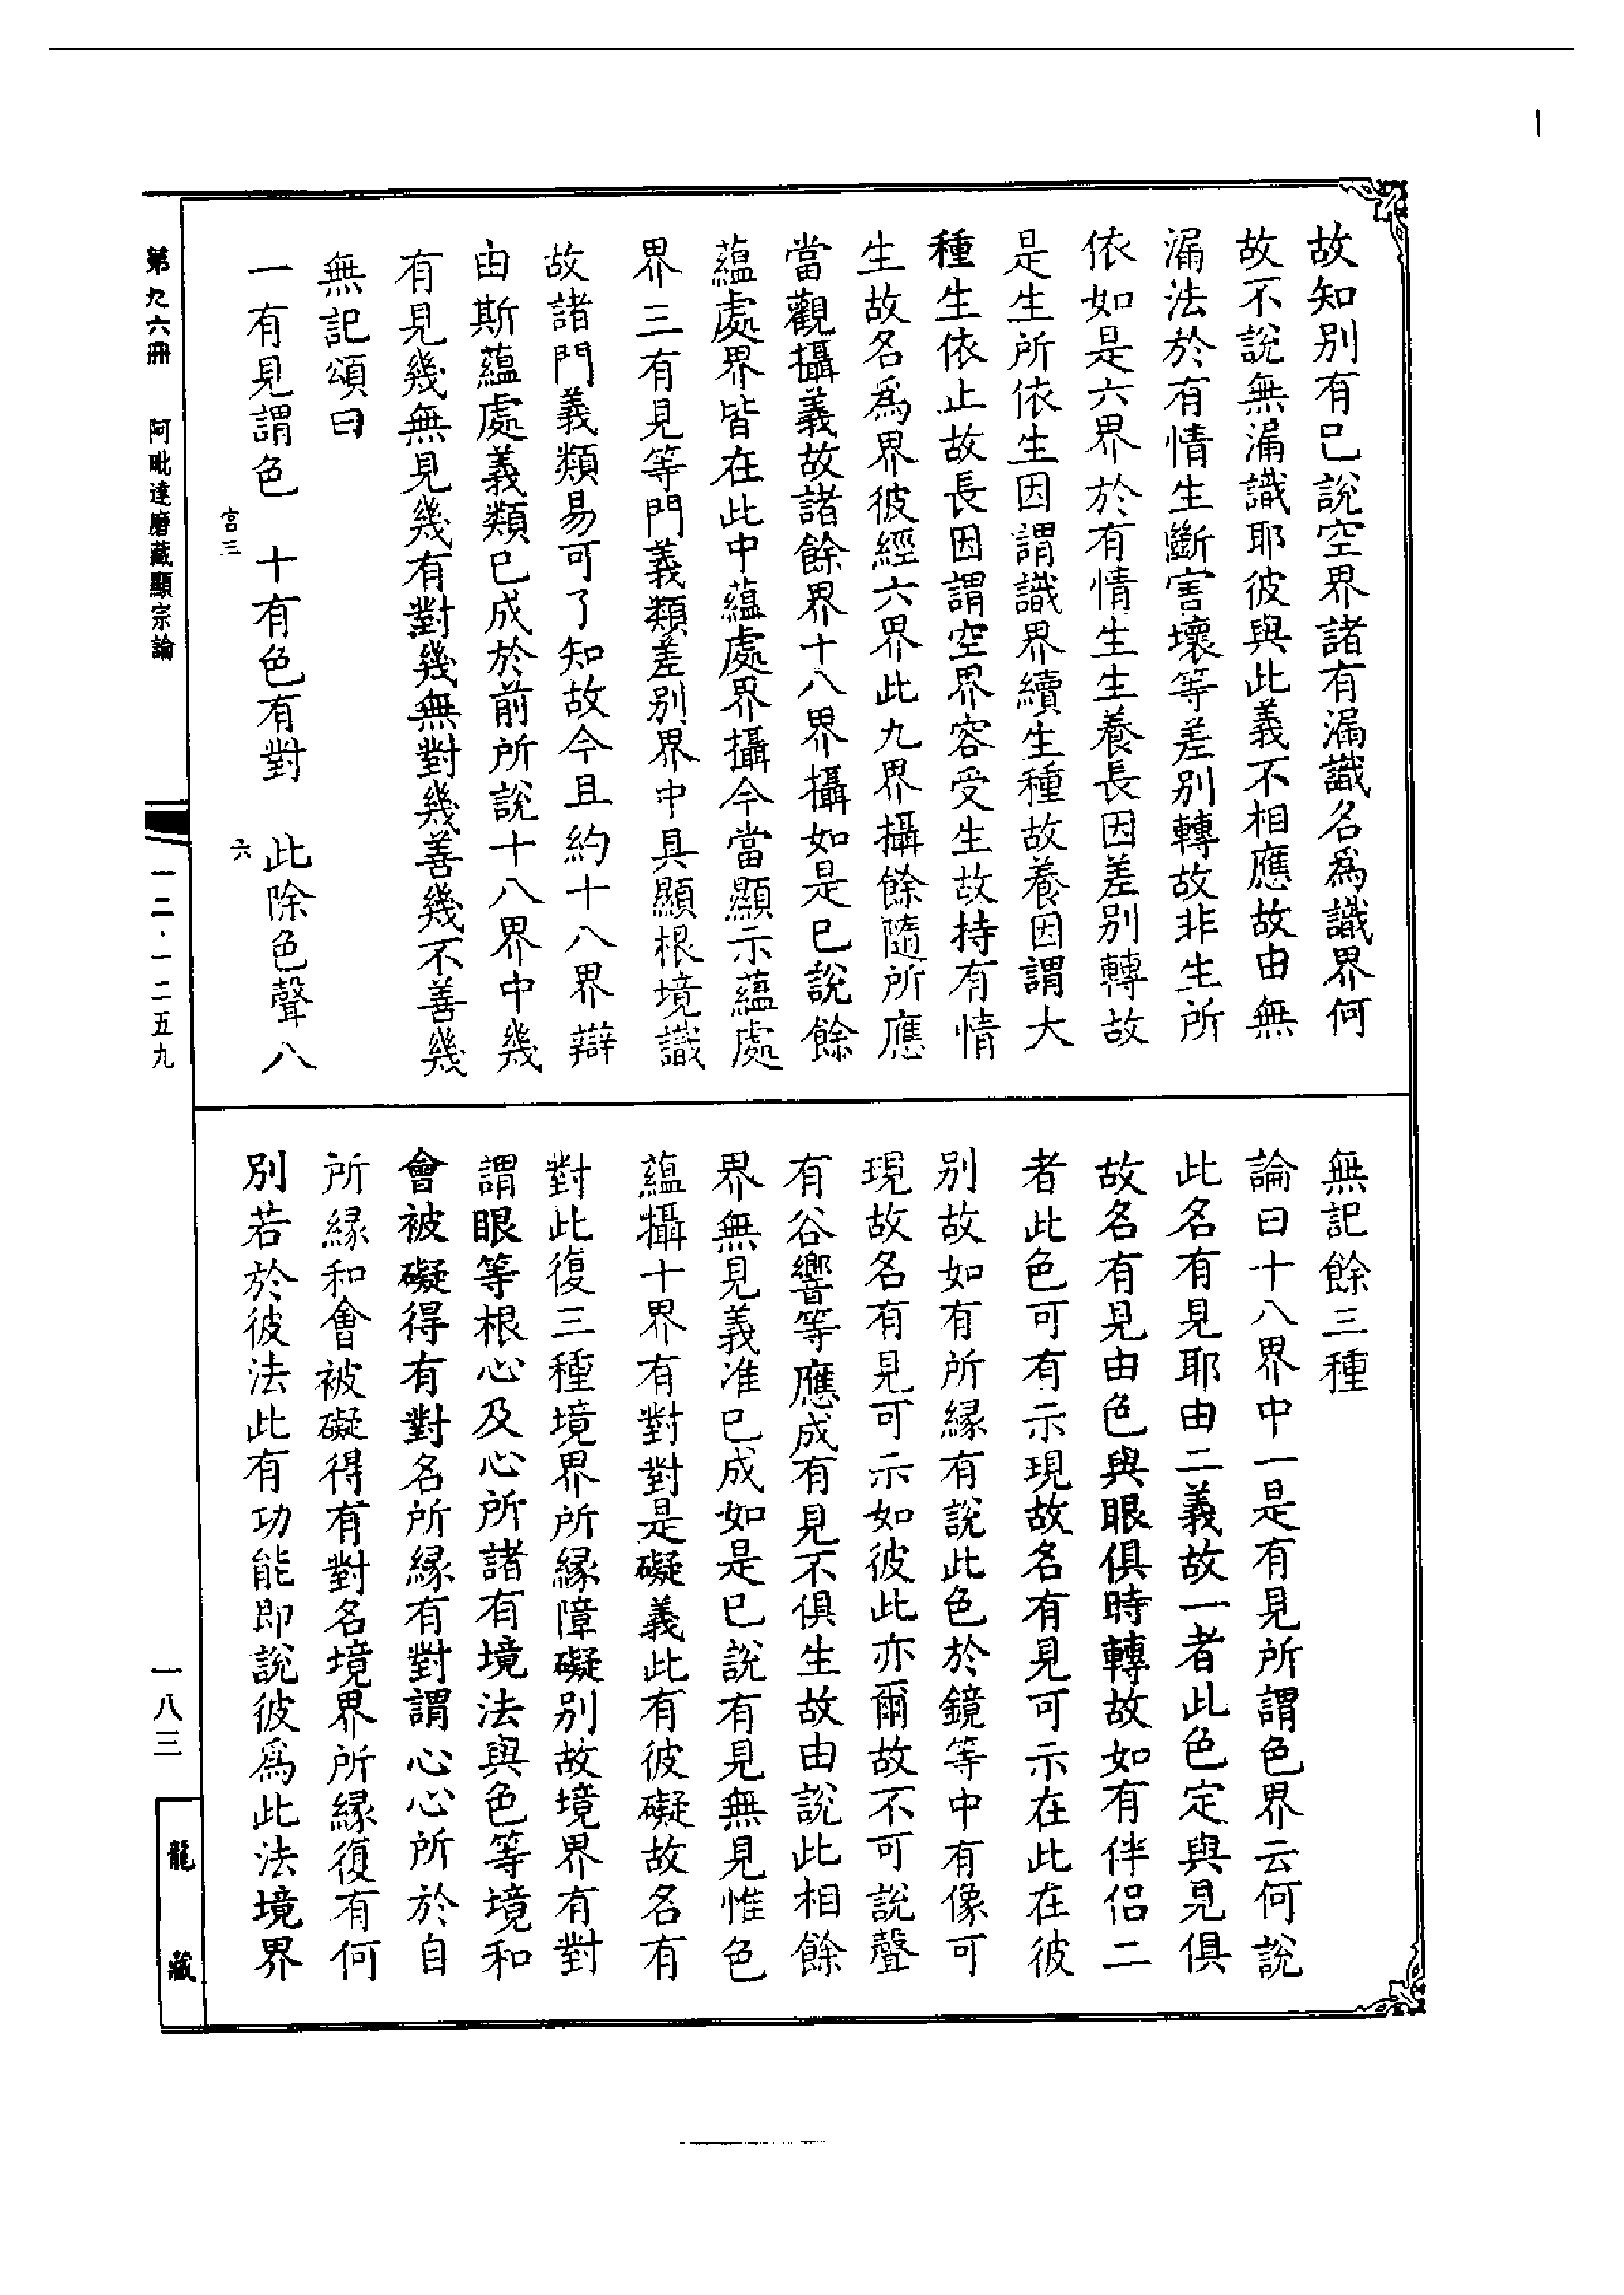 故知别有已說空界諸有漏識名爲識界何
故不說無漏識耶彼與此義不相應故由無
漏法於有情生斷害壞等差别轉故非生所
依如是六界於有情生生養長因差别轉故
是生所依生因謂識界續生種故養因謂大
種生依止故長因謂空界容受生故持有情
生故名爲界彼經六界此九界攝餘隨所應
當觀攝義故諸餘界十八界攝如是已說餘
蘊處界皆在此中蘊處界攝今當顯示蘊處
界三有見等門義類差别界中具顯根境識
故諸門義類易可了知故今且約十八界辯
由斯蘊處義類已成於前所說十八界中幾
有見幾無見幾有對幾無對幾善幾不善幾
無記頌曰
一有見謂色　十有色有對　此除色聲八
宫三　六
無記餘三種
論曰十八界中一是有見所謂色界云何說
此名有見耶由二義故一者此色定與見俱
故名有見由色與眼俱時轉故如有伴侣二
者此色可有示現故名有見可示在此在彼
别故如有所緣有說此色於鏡等中有像可
現故名有見可示如彼此亦爾故不可說聲
有谷響等應成有見不俱生故由說此相餘
界無見義准已成如是已說有見無見惟色
蘊攝十界有對對是礙義此有彼礙故名有
對此復三種境界所緣障礙别故境界有對
謂眼等根心及心所諸有境法與色等境和
會被礙得有對名所緣有對謂心心所於自
所緣和會被礙得有對名境界所緣復有何
别若於彼法此有功能即說彼爲此法境界
第九六冊　阿毗達磨藏顯宗論　一二·一二五九　一八三　龍藏